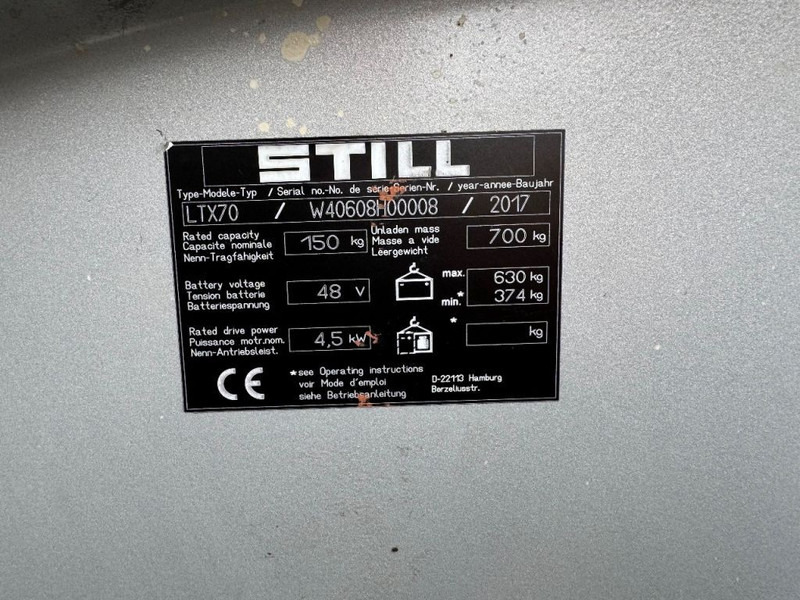 STILL
Type-Modele-Typ / Serial no.-No. de serie-Serien-Nr. / year-annee-Baujahr
LTX70 / W40608H00008 / 2017
Rated capacity
Capacite nominale
Nenn-Tragfähigkeit
150 kg
Unladen mass
Masse a vide
Leergewicht
700 kg
Battery voltage
Tension batterie
Batteriespannung
48 V
max. 630 kg
min.* 374 kg
Rated drive power
Puissance motr.nom.
Nenn-Antriebsleist.
4,5 kW
* kg
CE
*see Operating instructions
voir Mode d'emploi
siehe Betriebsanleitung
D-22113 Hamburg
Berzeliusstr.